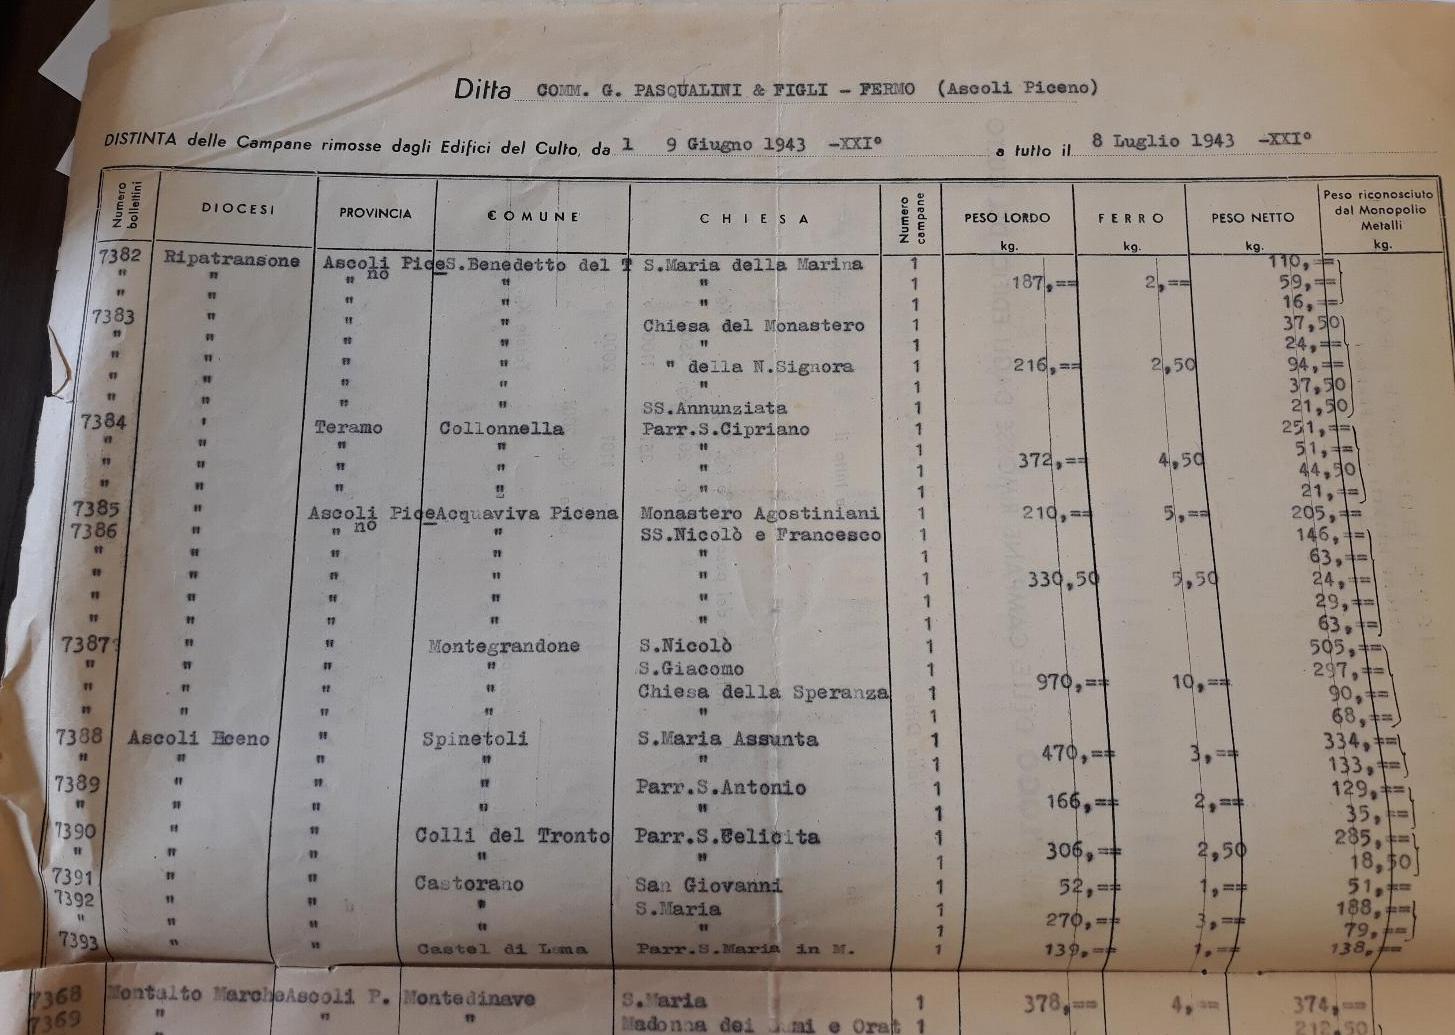 Ditta COMM. G. PASQUALINI & FIGLI - FERMO (Ascoli Piceno)
DISTINTA delle Campane rimosse dagli Edifici del Culto, da l 9 Giugno 1943 -XXI° a tutto il 8 Luglio 1943 -XXI°
Numero bollettini DIOCESI PROVINCIA COMUNE CHIESA Numero campane PESO LORDO kg. FERRO kg. PESO NETTO kg. Peso riconosciuto dal Monopolio Metalli kg.
7382 Ripatransone Ascoli Pice S.Benedetto del T S.Maria della Marina 1 110,==
" " " no " " 1 187,== 2,== 59,==
" " " " " 1 16,==
7383 " " " Chiesa del Monastero 1 37,50
" " " " " 1 24,==
" " " " " della N.Signora 1 216,== 2,50 94,==
" " " " " 1 37,50
" " " " SS.Annunziata 1 21,50
7384 " Teramo Collonnella Parr.S.Cipriano 1 251,==
" " " " " 1 51,==
" " " " " 1 372,== 4,50 44,50
" " " " " 1 21,==
7385 " Ascoli Pice Acquaviva Picena Monastero Agostiniani 1 210,== 5,== 205,==
7386 " " no " SS.Nicolò e Francesco 1 146,==
" " " " " 1 63,==
" " " " " 1 330,50 5,50 24,==
" " " " " 1 29,==
" " " " " 1 63,==
7387 " " Montegrandone S.Nicolò 1 505,==
" " " " S.Giacomo 1 297,==
" " " " Chiesa della Speranza 1 970,== 10,== 90,==
" " " " " 1 68,==
7388 Ascoli " Spinetoli S.Maria Assunta 1 334,==
" " " " " 1 470,== 3,== 133,==
7389 " " " Parr.S.Antonio 1 129,==
" " " " " 1 166,== 2,== 35,==
7390 " " Colli del Tronto Parr.S.Felicita 1 285,==
" " " " " 1 306,== 2,50 18,50
7391 " " Castorano San Giovanni 1 52,== 1,== 51,==
7392 " " " S.Maria 1 188,==
" " " " " 1 270,== 3,== 79,==
7393 " " Castel di Lama Parr.S.Maria in M. 1 139,== 1,== 138,==
7368 Montalto Marche Ascoli P. Montedinave S.Maria 1 378,== 4,== 374,==
7369 " " " Madonna dei e Orat 1 212,50